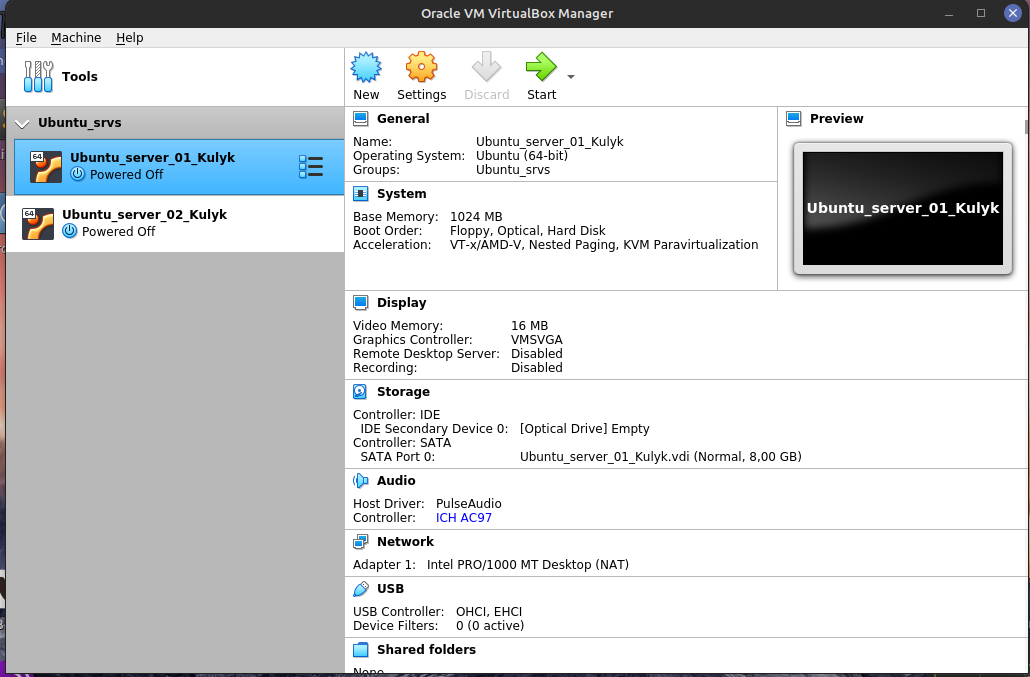 Oracle VM VirtualBox Manager
File Machine Help
Tools
Ubuntu_srvs
64
Ubuntu_server_01_Kulyk
Powered Off
64
Ubuntu_server_02_Kulyk
Powered Off
New Settings Discard Start
General
Name: Ubuntu_server_01_Kulyk
Operating System: Ubuntu (64-bit)
Groups: Ubuntu_srvs
Preview
Ubuntu_server_01_Kulyk
System
Base Memory: 1024 MB
Boot Order: Floppy, Optical, Hard Disk
Acceleration: VT-x/AMD-V, Nested Paging, KVM Paravirtualization
Display
Video Memory: 16 MB
Graphics Controller: VMSVGA
Remote Desktop Server: Disabled
Recording: Disabled
Storage
Controller: IDE
IDE Secondary Device 0: [Optical Drive] Empty
Controller: SATA
SATA Port 0: Ubuntu_server_01_Kulyk.vdi (Normal, 8,00 GB)
Audio
Host Driver: PulseAudio
Controller: ICH AC97
Network
Adapter 1: Intel PRO/1000 MT Desktop (NAT)
USB
USB Controller: OHCI, EHCI
Device Filters: 0 (0 active)
Shared folders
None